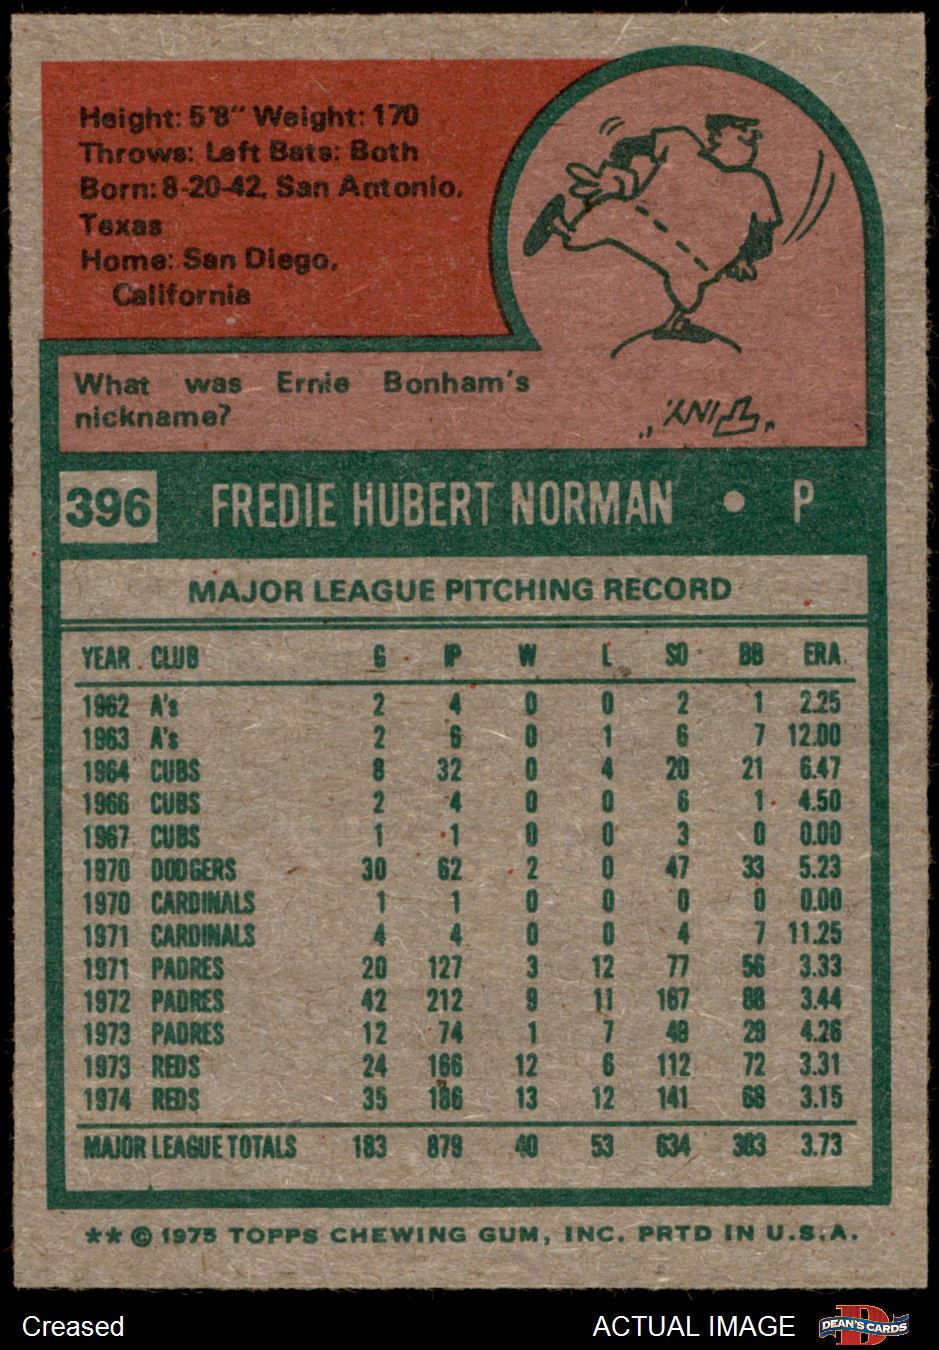 Height: 5'8" Weight: 170
Throws: Left Bats: Both
Born: 8-20-42, San Antonio,
Texas
Home: San Diego,
California
What was Ernie Bonham's
nickname?
"TINY"
396 FREDIE HUBERT NORMAN • P
MAJOR LEAGUE PITCHING RECORD
YEAR CLUB G IP W L SO BB ERA
1962 A's 2 4 0 0 2 1 2.25
1963 A's 2 6 0 1 6 7 12.00
1964 CUBS 8 32 0 4 20 21 6.47
1966 CUBS 2 4 0 0 6 1 4.50
1967 CUBS 1 1 0 0 3 0 0.00
1970 DODGERS 30 62 2 0 47 33 5.23
1970 CARDINALS 1 1 0 0 0 0 0.00
1971 CARDINALS 4 4 0 0 4 7 11.25
1971 PADRES 20 127 3 12 77 56 3.33
1972 PADRES 42 212 9 11 167 88 3.44
1973 PADRES 12 74 1 7 49 29 4.26
1973 REDS 24 166 12 6 112 72 3.31
1974 REDS 35 186 13 12 141 68 3.15
MAJOR LEAGUE TOTALS 183 879 40 53 634 383 3.73
** © 1975 TOPPS CHEWING GUM, INC. PRTD IN U.S.A.
Creased
ACTUAL IMAGE
D
DEAN'S CARDS